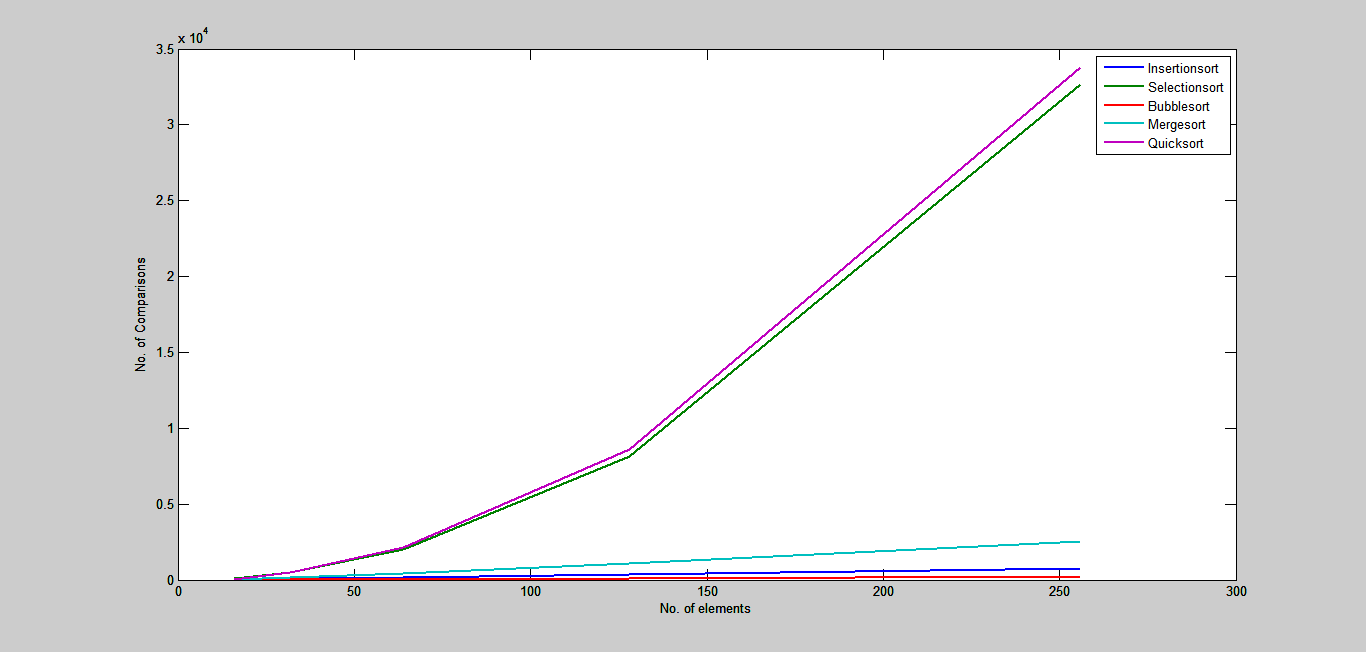 x 10^4
3.5
3
2.5
2
1.5
1
0.5
0
No. of Comparisons
0 50 100 150 200 250 300
No. of elements
Insertionsort
Selectionsort
Bubblesort
Mergesort
Quicksort